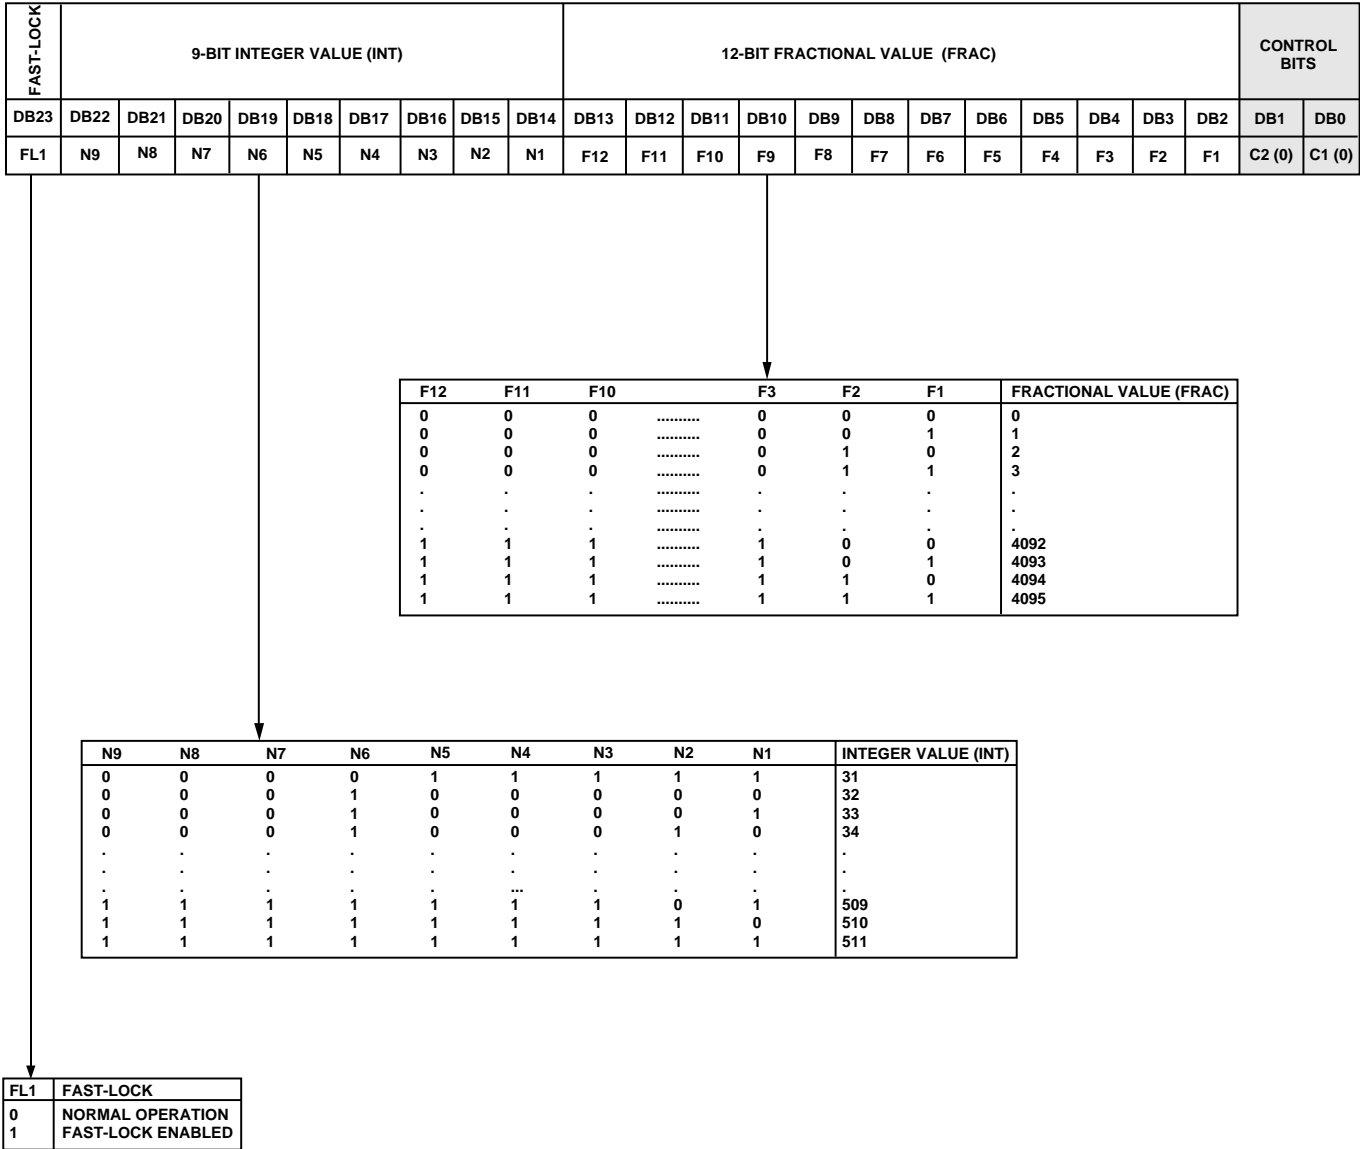 FAST-LOCK
9-BIT INTEGER VALUE (INT)
12-BIT FRACTIONAL VALUE (FRAC)
CONTROL
BITS
DB23 DB22 DB21 DB20 DB19 DB18 DB17 DB16 DB15 DB14 DB13 DB12 DB11 DB10 DB9 DB8 DB7 DB6 DB5 DB4 DB3 DB2 DB1 DB0
FL1 N9 N8 N7 N6 N5 N4 N3 N2 N1 F12 F11 F10 F9 F8 F7 F6 F5 F4 F3 F2 F1 C2 (0) C1 (0)
F12 F11 F10 F3 F2 F1 FRACTIONAL VALUE (FRAC)
0 0 0 .......... 0 0 0 0
0 0 0 .......... 0 0 1 1
0 0 0 .......... 0 1 0 2
0 0 0 .......... 0 1 1 3
. . . .......... . . . .
. . . .......... . . . .
. . . .......... . . . .
1 1 1 .......... 1 0 0 4092
1 1 1 .......... 1 0 1 4093
1 1 1 .......... 1 1 0 4094
1 1 1 .......... 1 1 1 4095
N9 N8 N7 N6 N5 N4 N3 N2 N1 INTEGER VALUE (INT)
0 0 0 0 1 1 1 1 1 31
0 0 0 1 0 0 0 0 0 32
0 0 0 1 0 0 0 0 1 33
0 0 0 1 0 0 0 1 0 34
. . . . . . . . . .
. . . . . . . . . .
. . . . . ... . . . .
1 1 1 1 1 1 1 0 1 509
1 1 1 1 1 1 1 1 0 510
1 1 1 1 1 1 1 1 1 511
FL1 FAST-LOCK
0 NORMAL OPERATION
1 FAST-LOCK ENABLED